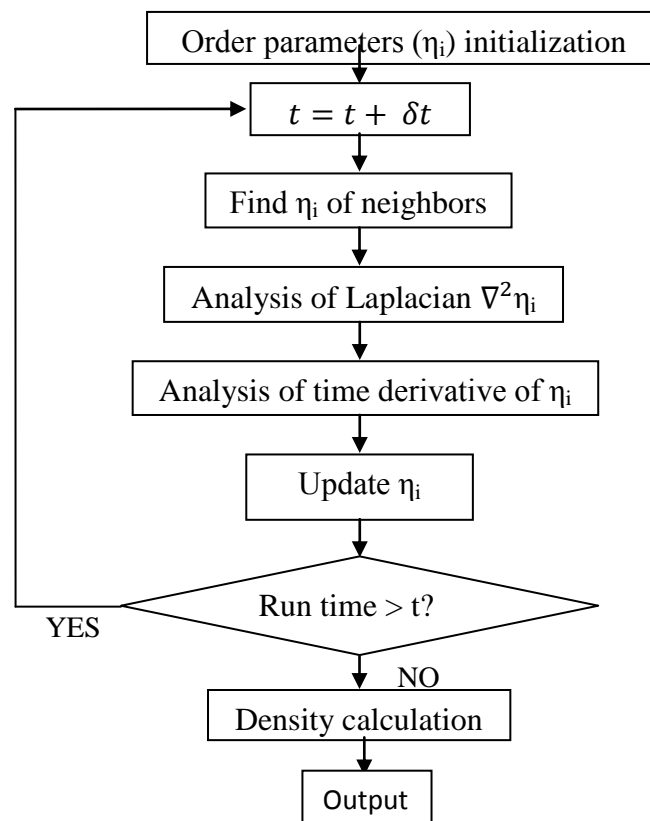 Order parameters (ηᵢ) initialization
𝑡 = 𝑡 + 𝛿𝑡
Find ηᵢ of neighbors
Analysis of Laplacian ∇²ηᵢ
Analysis of time derivative of ηᵢ
Update ηᵢ
Run time > t?
YES
NO
Density calculation
Output